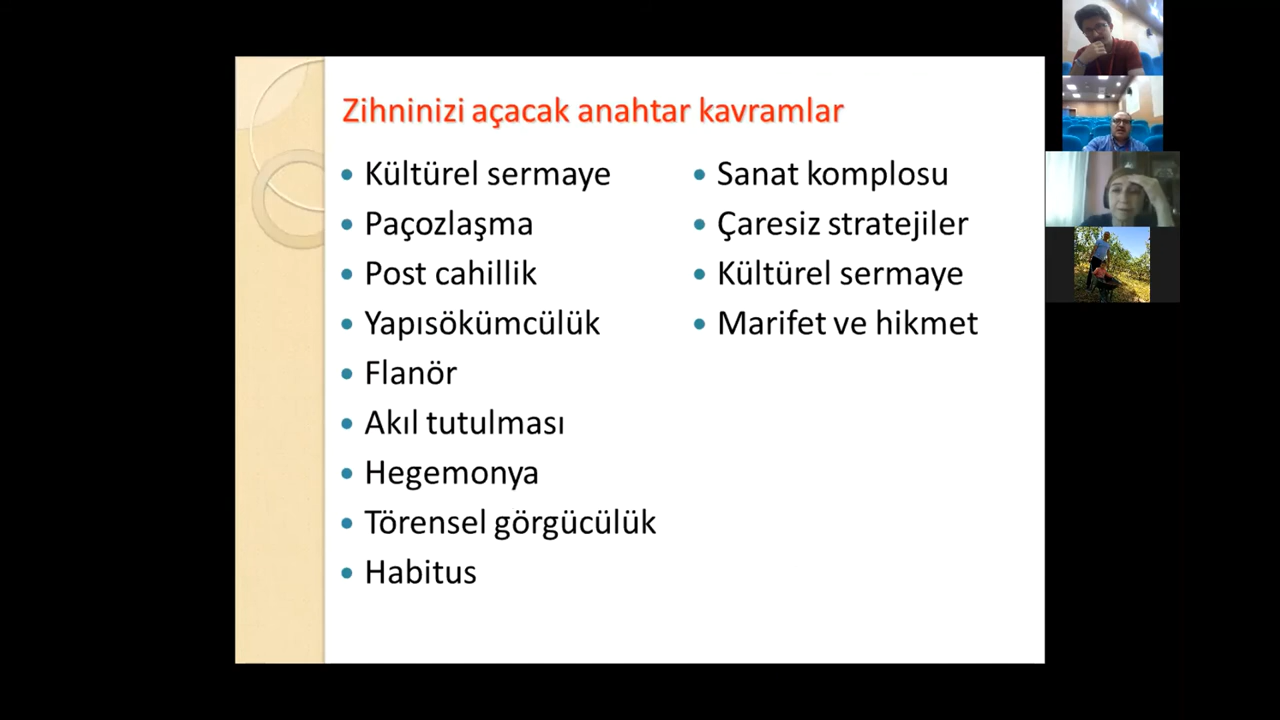 Zihninizi açacak anahtar kavramlar
Kültürel sermaye
Paçozlaşma
Post cahillik
Yapısökümcülük
Flanör
Akıl tutulması
Hegemonya
Törensel görgücülük
Habitus
Sanat komplosu
Çaresiz stratejiler
Kültürel sermaye
Marifet ve hikmet